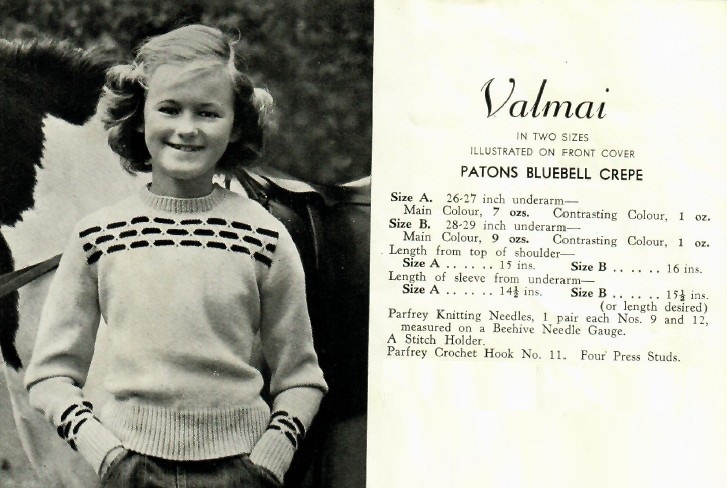 Valmai
IN TWO SIZES
ILLUSTRATED ON FRONT COVER
PATONS BLUEBELL CREPE
Size A. 26-27 inch underarm—
Main Colour, 7 ozs. Contrasting Colour, 1 oz.
Size B. 28-29 inch underarm—
Main Colour, 9 ozs. Contrasting Colour, 1 oz.
Length from top of shoulder—
Size A . . . . . . 15 ins. Size B . . . . . . 16 ins.
Length of sleeve from underarm—
Size A . . . . . . 14½ ins. Size B . . . . . . 15½ ins.
(or length desired)
Parfrey Knitting Needles, 1 pair each Nos. 9 and 12,
measured on a Beehive Needle Gauge.
A Stitch Holder.
Parfrey Crochet Hook No. 11. Four Press Studs.